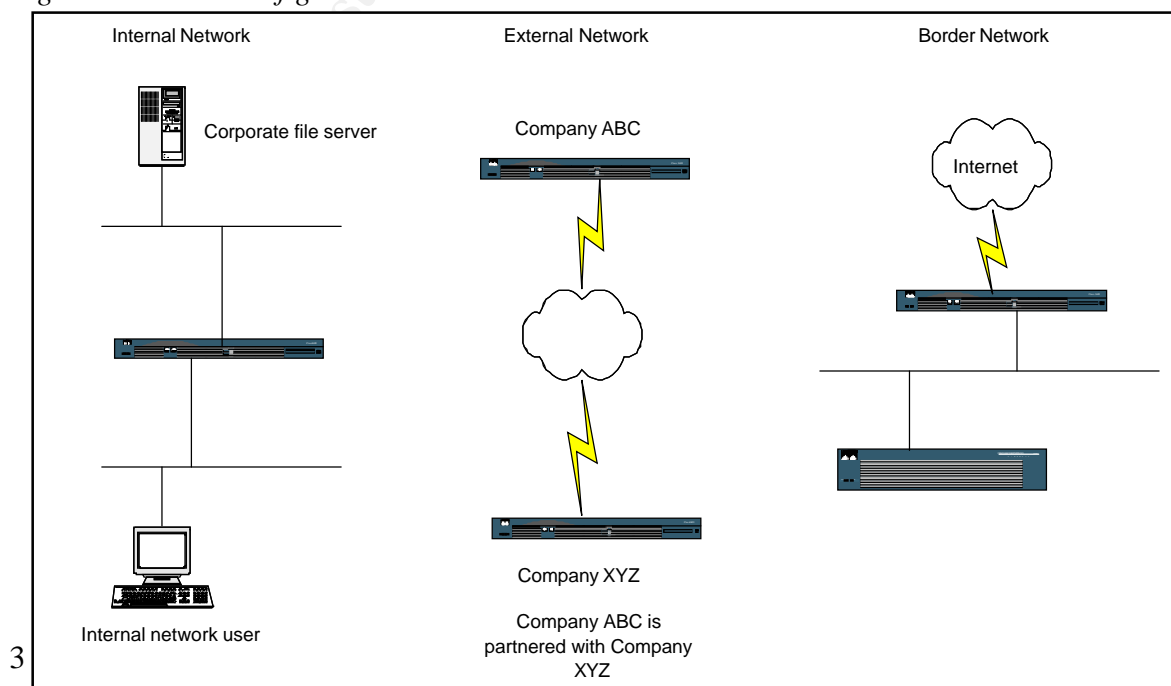 Internal Network
Corporate file server
Internal network user
External Network
Company ABC
Company XYZ
Company ABC is
partnered with Company
XYZ
Border Network
Internet
3